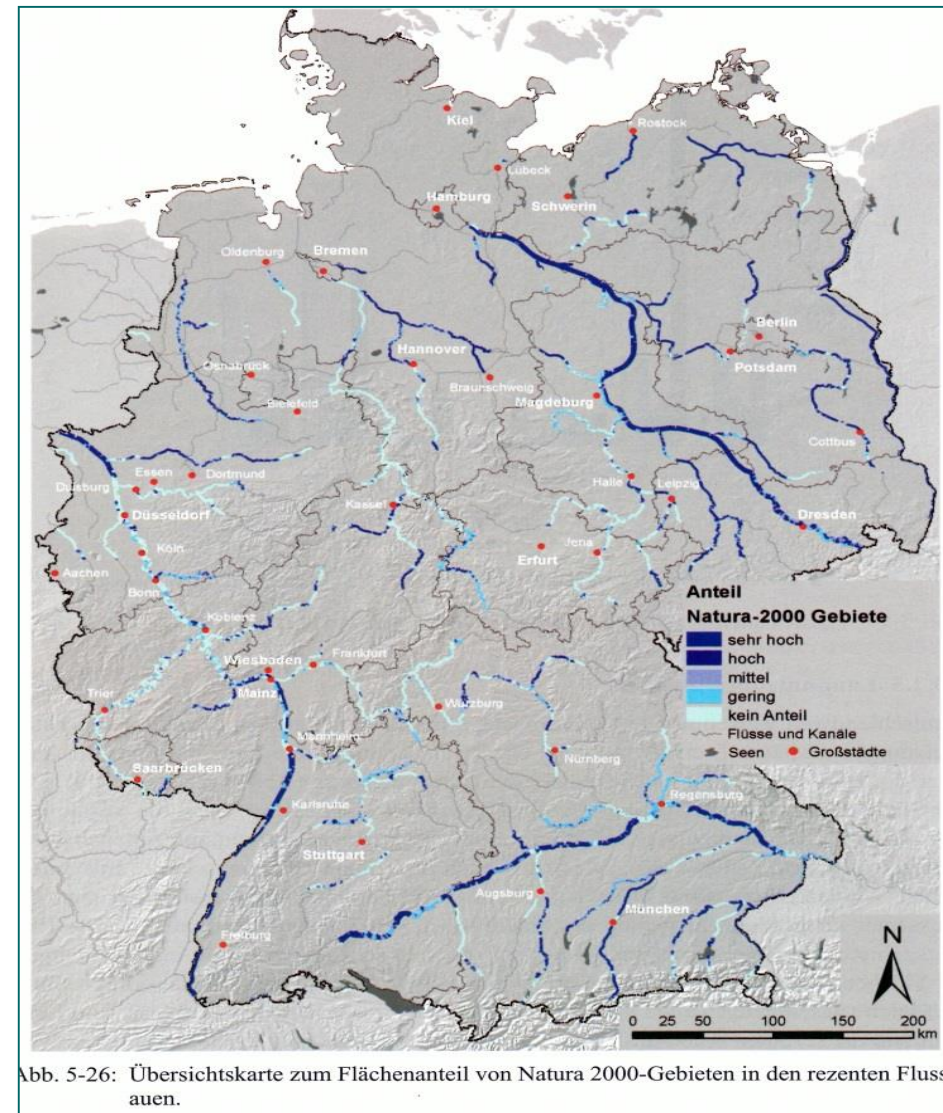 Kiel
Rostock
Lübeck
Hamburg
Schwerin
Oldenburg
Bremen
Berlin
Hannover
Potsdam
Osnabrück
Braunschweig
Bielefeld
Magdeburg
Cottbus
Essen
Dortmund
Duisburg
Halle
Leipzig
Kassel
Düsseldorf
Dresden
Köln
Erfurt
Jena
Aachen
Bonn
Koblenz
Frankfurt
Wiesbaden
Mainz
Trier
Würzburg
Mannheim
Nürnberg
Saarbrücken
Karlsruhe
Regensburg
Stuttgart
Augsburg
München
Freiburg
Anteil
Natura-2000 Gebiete
sehr hoch
hoch
mittel
gering
kein Anteil
Flüsse und Kanäle
Seen
Großstädte
N
0 25 50 100 150 200
km
Abb. 5-26: Übersichtskarte zum Flächenanteil von Natura 2000-Gebieten in den rezenten Fluss
auen.